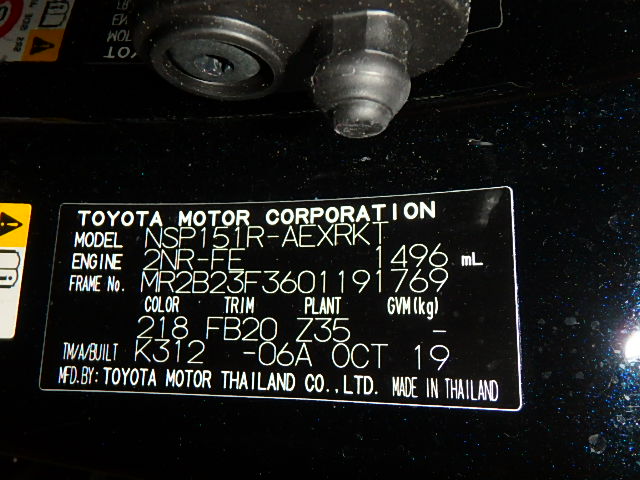 TOYOTA MOTOR CORPORATION
MODEL NSP151R-AEXRKT
ENGINE 2NR-FE 1496 mL
FRAME No. MR2B23F3601191769
COLOR TRIM PLANT GVM(kg)
218 FB20 Z35 -
TM/A/BUILT K312 -06A OCT 19
MFD.BY: TOYOTA MOTOR THAILAND CO.,LTD. MADE IN THAILAND